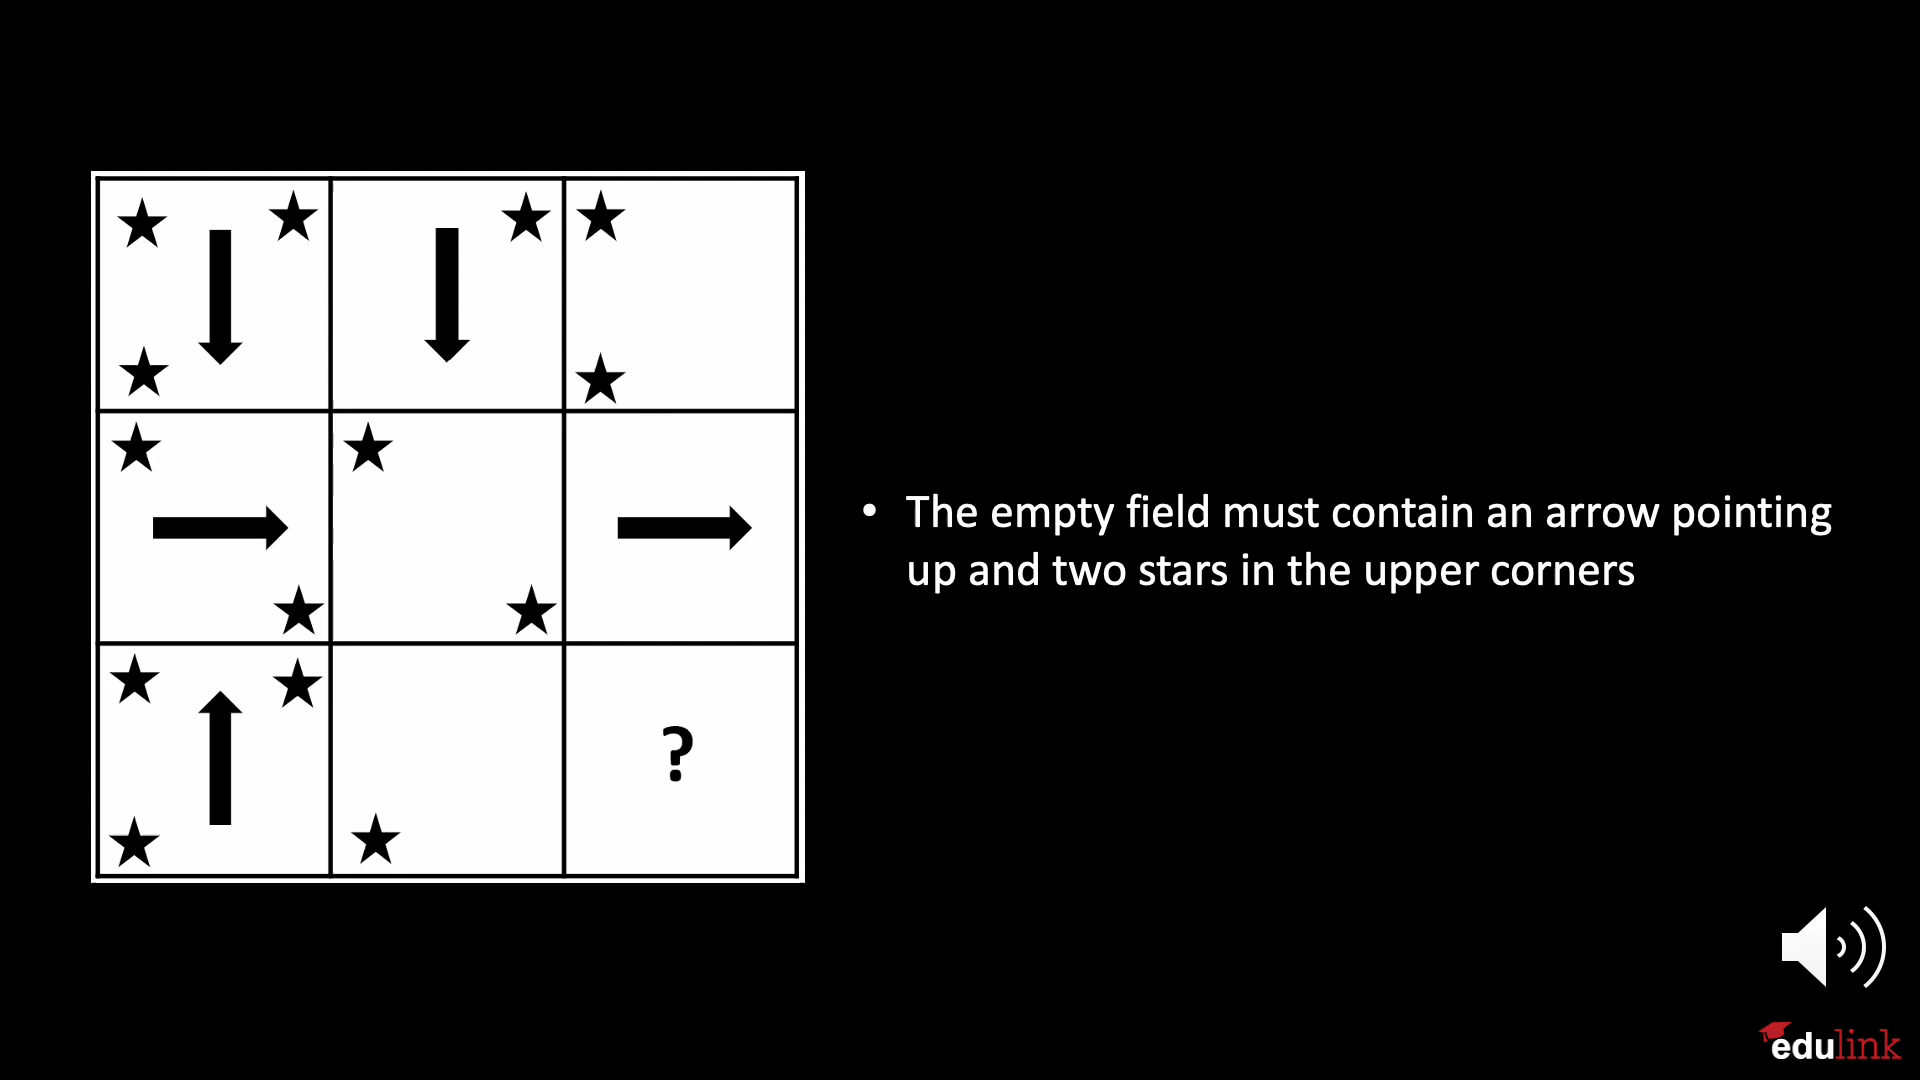 ?
• The empty field must contain an arrow pointing
up and two stars in the upper corners
edulink